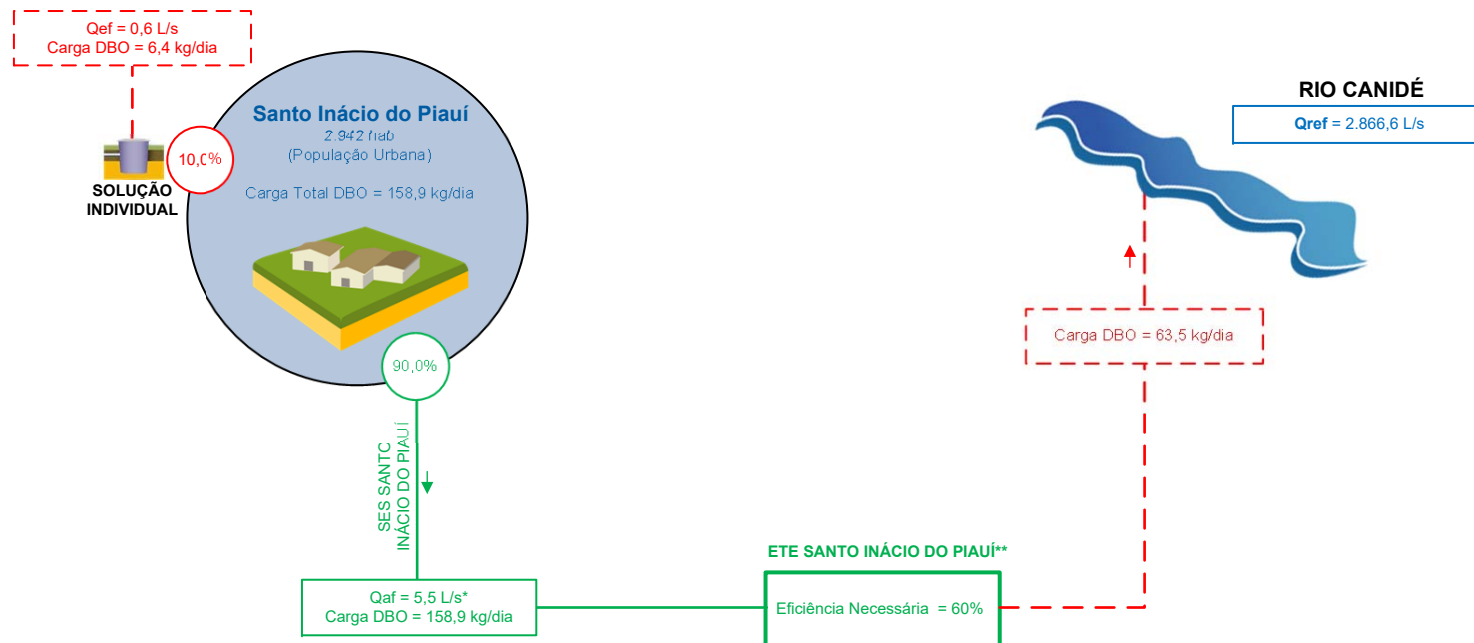 Qef = 0,6 L/s
Carga DBO = 6,4 kg/dia
SOLUÇÃO
INDIVIDUAL
10,0%
Santo Inácio do Piauí
2.942 hab
(População Urbana)
Carga Total DBO = 158,9 kg/dia
90,0%
SES SANTO
INÁCIO DO PIAUÍ
Qaf = 5,5 L/s*
Carga DBO = 158,9 kg/dia
ETE SANTO INÁCIO DO PIAUÍ**
Eficiência Necessária = 60%
Carga DBO = 63,5 kg/dia
RIO CANIDÉ
Qref = 2.866,6 L/s